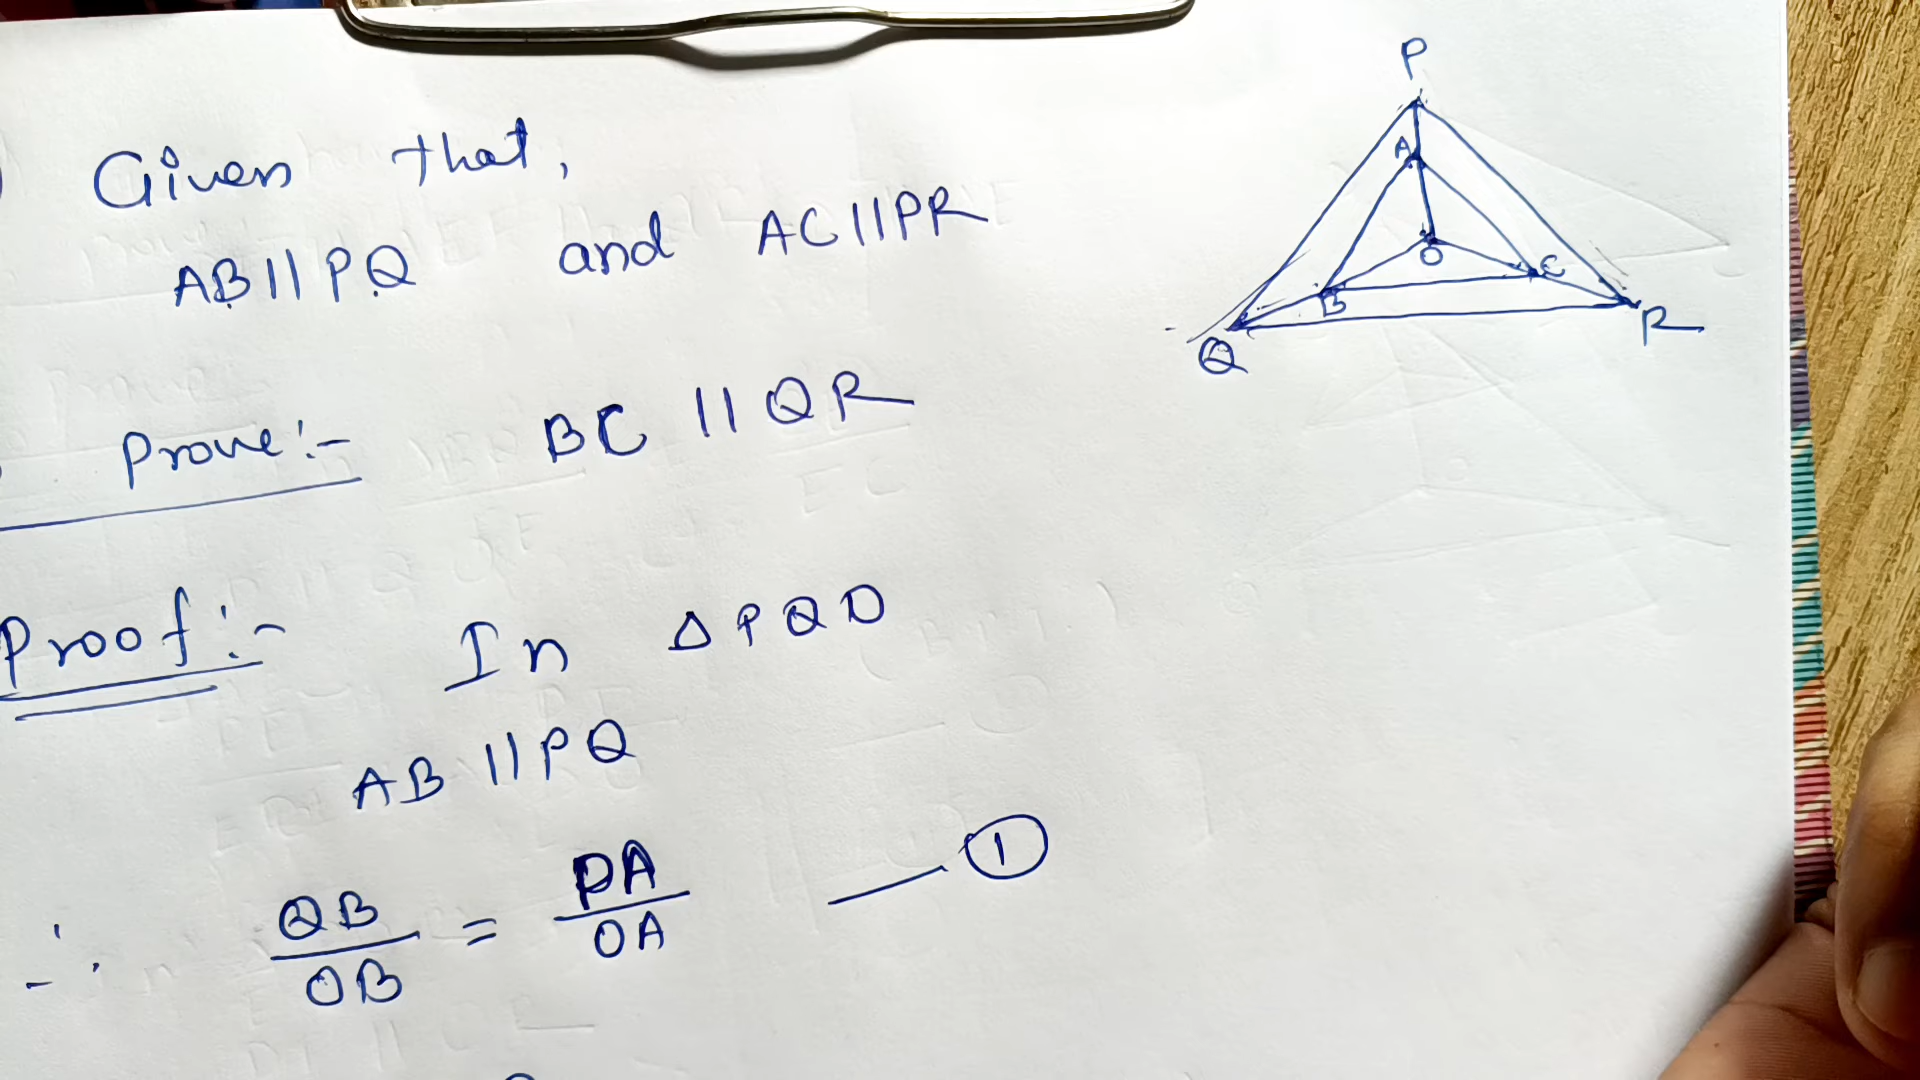 Given that,
AB || PQ and AC || PR
Prove :-
BC || QR
Proof :- In △PQO
AB || PQ
∴ QB/OB = PA/OA — ①
P
A
O
B
C
Q
R